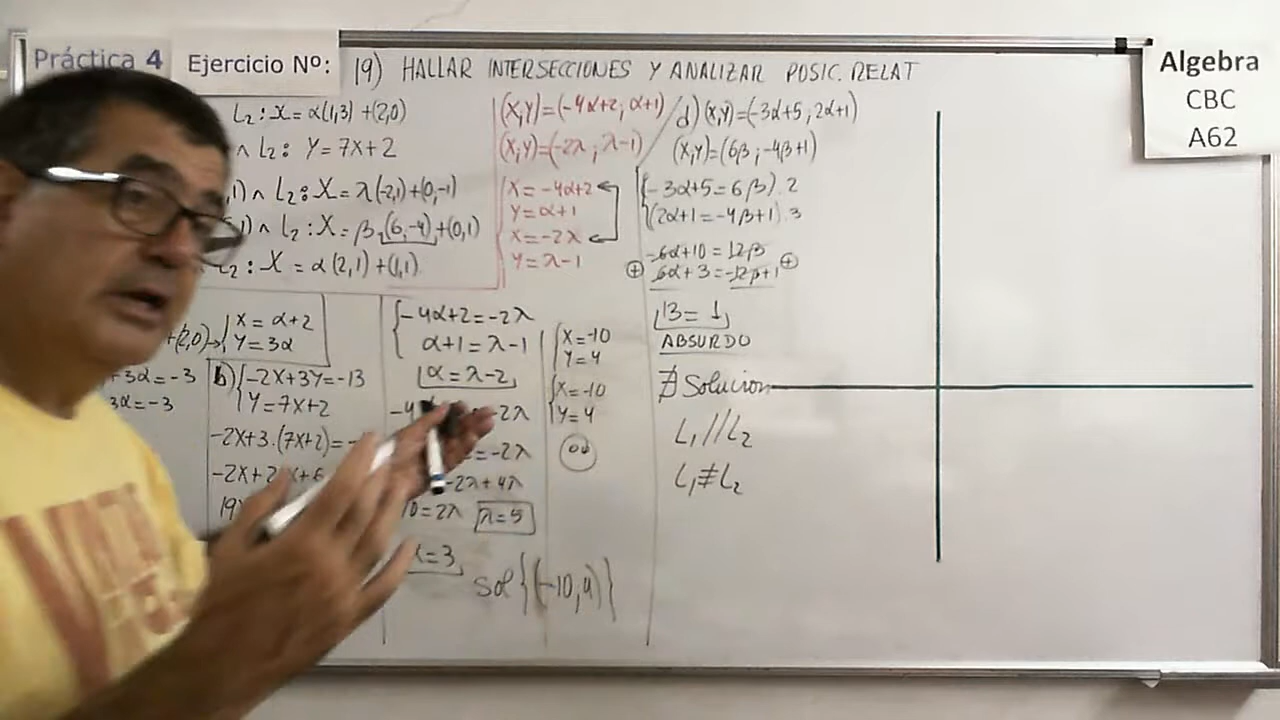 Práctica 4
Ejercicio Nº:
19) HALLAR INTERSECCIONES Y ANALIZAR POSIC. RELAT
Algebra
CBC
A62
L₂: X=α(1,3)+(2,0)
∧ L₂: Y=7X+2
,1) ∧ L₂: X=λ(-2,1)+(0,-1)
,1) ∧ L₂: X=β.(6,-4)+(0,1)
L₂: X=α(2,1)+(1,1)
(X,Y)=(-4α+2; α+1)
(X,Y)=(-2λ; λ-1)
X=-4α+2
Y=α+1
X=-2λ
Y=λ-1
d) (X,Y)=(-3α+5; 2α+1)
(X,Y)=(6β; -4β+1)
(-3α+5=6β).2
(2α+1=-4β+1).3
-6α+10=12β
6α+3=-12β+1
13=1
ABSURDO
∄ Solucion
L₁//L₂
L₁≢L₂
+(2,0)→
X=α+2
Y=3α
+3α=-3
3α=-3
b) -2X+3Y=-13
Y=7X+2
-2X+3.(7X+2)=-
-2X+2 X+6
19
-4α+2=-2λ
α+1=λ-1
α=λ-2
-4 -2λ
=-2λ
-2λ+4λ
10=2λ
λ=5
=3
Sol {(-10,4)}
X=-10
Y=4
X=-10
Y=4